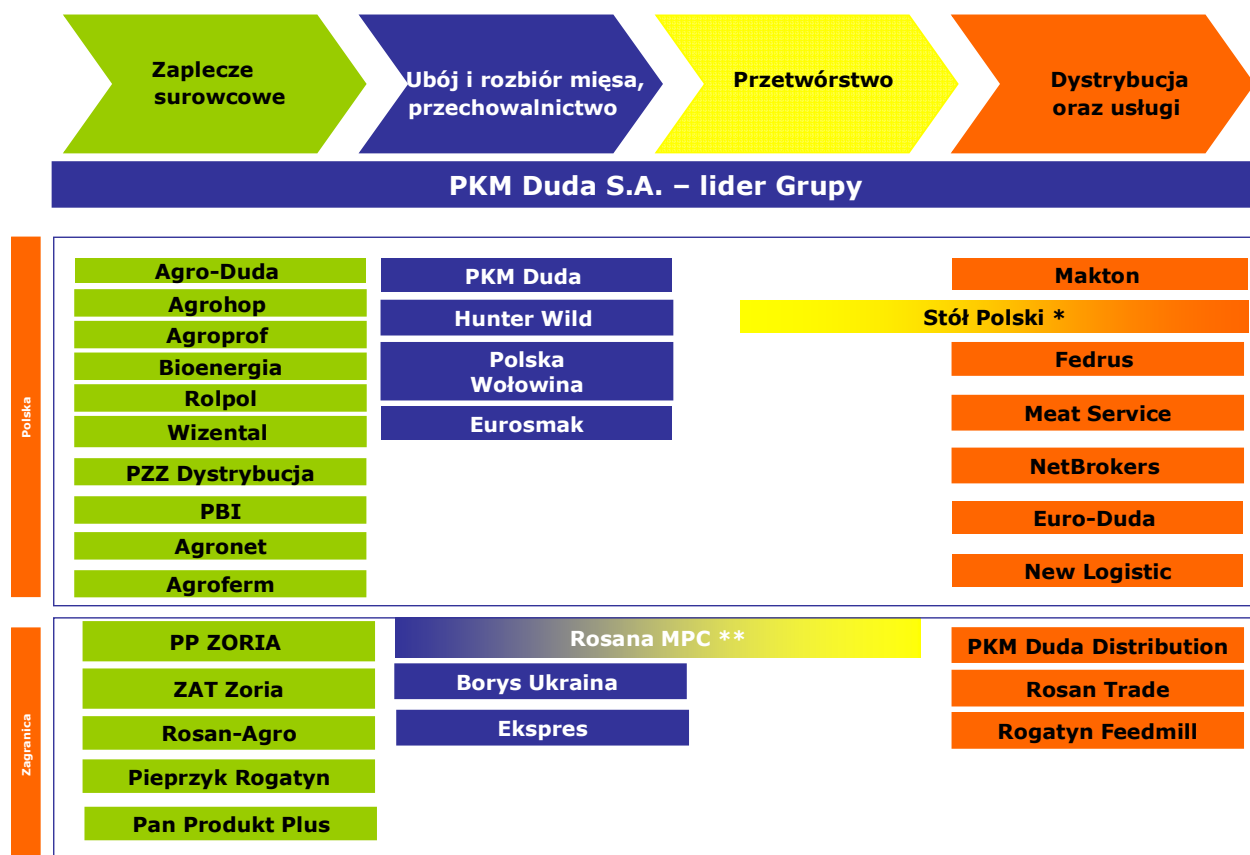 Zaplecze
surowcowe
Ubój i rozbiór mięsa,
przechowalnictwo
Przetwórstwo
Dystrybucja
oraz usługi
PKM Duda S.A. – lider Grupy
Polska
Agro-Duda
Agrohop
Agroprof
Bioenergia
Rolpol
Wizental
PZZ Dystrybucja
PBI
Agronet
Agroferm
PKM Duda
Hunter Wild
Polska
Wołowina
Eurosmak
Makton
Stół Polski *
Fedrus
Meat Service
NetBrokers
Euro-Duda
New Logistic
Zagranica
PP ZORIA
ZAT Zoria
Rosan-Agro
Pieprzyk Rogatyn
Pan Produkt Plus
Rosana MPC **
Borys Ukraina
Ekspres
PKM Duda Distribution
Rosan Trade
Rogatyn Feedmill